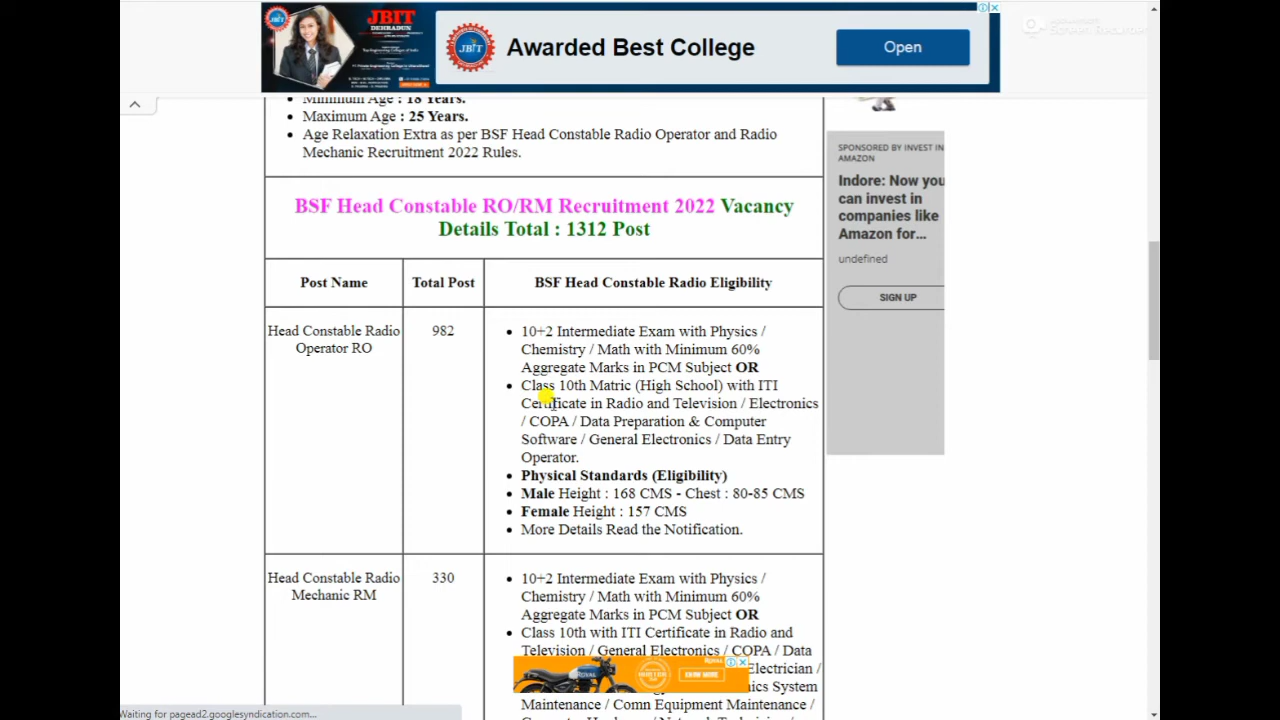 JBIT
DEHRADUN
JBIT
Awarded Best College
Open
Minimum Age : 18 Years.
Maximum Age : 25 Years.
Age Relaxation Extra as per BSF Head Constable Radio Operator and Radio
Mechanic Recruitment 2022 Rules.
SPONSORED BY INVEST IN
AMAZON
Indore: Now you
can invest in
companies like
Amazon for...
undefined
SIGN UP
BSF Head Constable RO/RM Recruitment 2022 Vacancy
Details Total : 1312 Post
Post Name
Total Post
BSF Head Constable Radio Eligibility
Head Constable Radio
Operator RO
982
10+2 Intermediate Exam with Physics /
Chemistry / Math with Minimum 60%
Aggregate Marks in PCM Subject OR
Class 10th Matric (High School) with ITI
Certificate in Radio and Television / Electronics
/ COPA / Data Preparation & Computer
Software / General Electronics / Data Entry
Operator.
Physical Standards (Eligibility)
Male Height : 168 CMS - Chest : 80-85 CMS
Female Height : 157 CMS
More Details Read the Notification.
Head Constable Radio
Mechanic RM
330
10+2 Intermediate Exam with Physics /
Chemistry / Math with Minimum 60%
Aggregate Marks in PCM Subject OR
Class 10th with ITI Certificate in Radio and
Television / General Electronics / COPA / Data
Electrician /
System
Maintenance / Comn Equipment Maintenance /
Waiting for pagead2.googlesyndication.com...